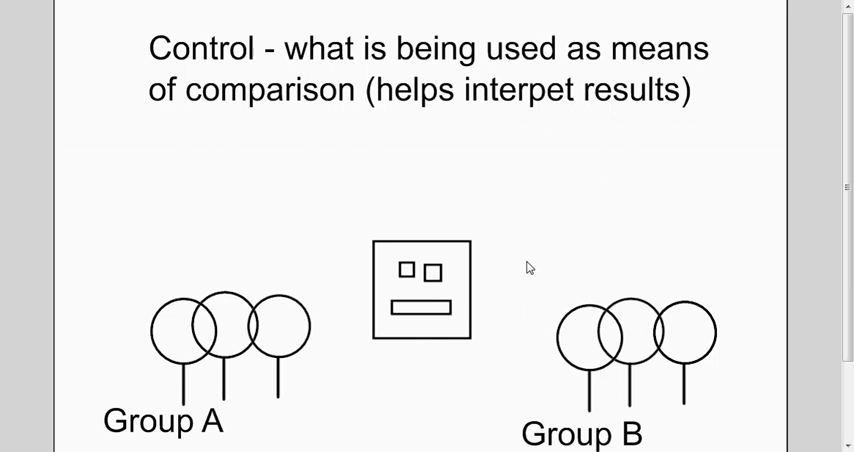 Control - what is being used as means
of comparison (helps interpet results)
Group A
Group B